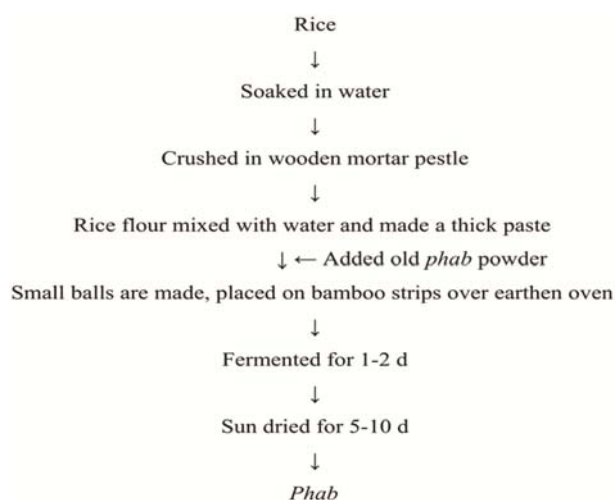 Rice
↓
Soaked in water
↓
Crushed in wooden mortar pestle
↓
Rice flour mixed with water and made a thick paste
↓ ← Added old phab powder
Small balls are made, placed on bamboo strips over earthen oven
↓
Fermented for 1-2 d
↓
Sun dried for 5-10 d
↓
Phab